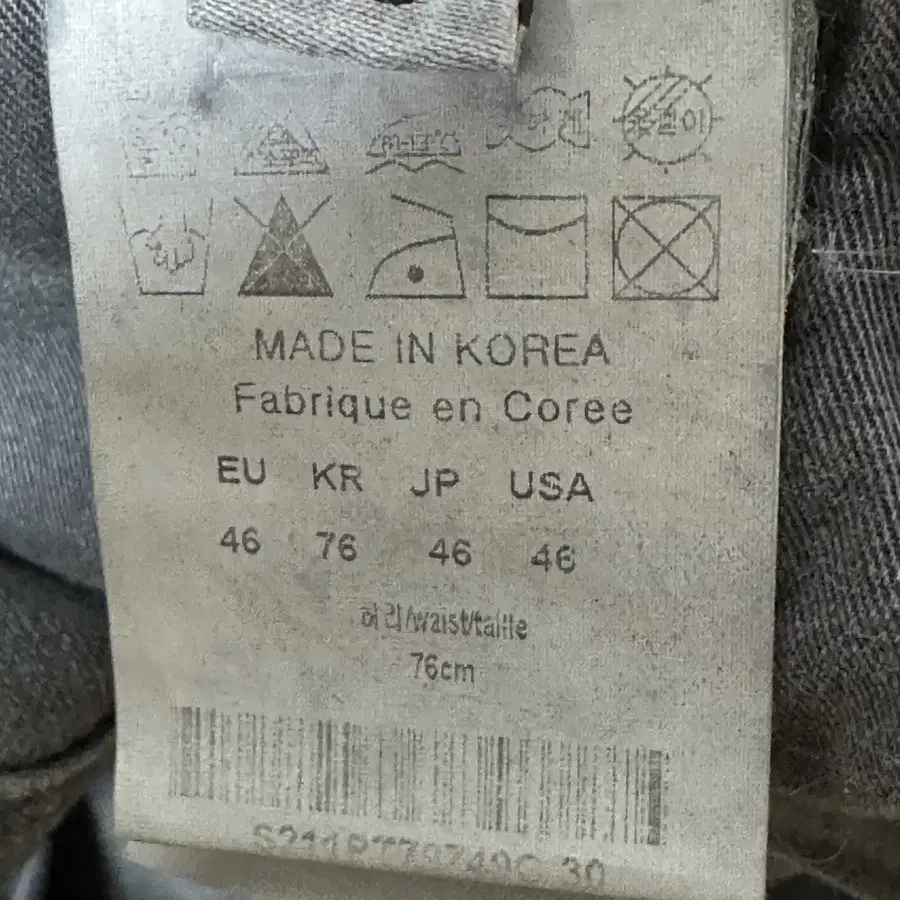 MADE IN KOREA
Fabrique en Coree
EU KR JP USA
46 76 46 46
허리/waist/taille
76cm